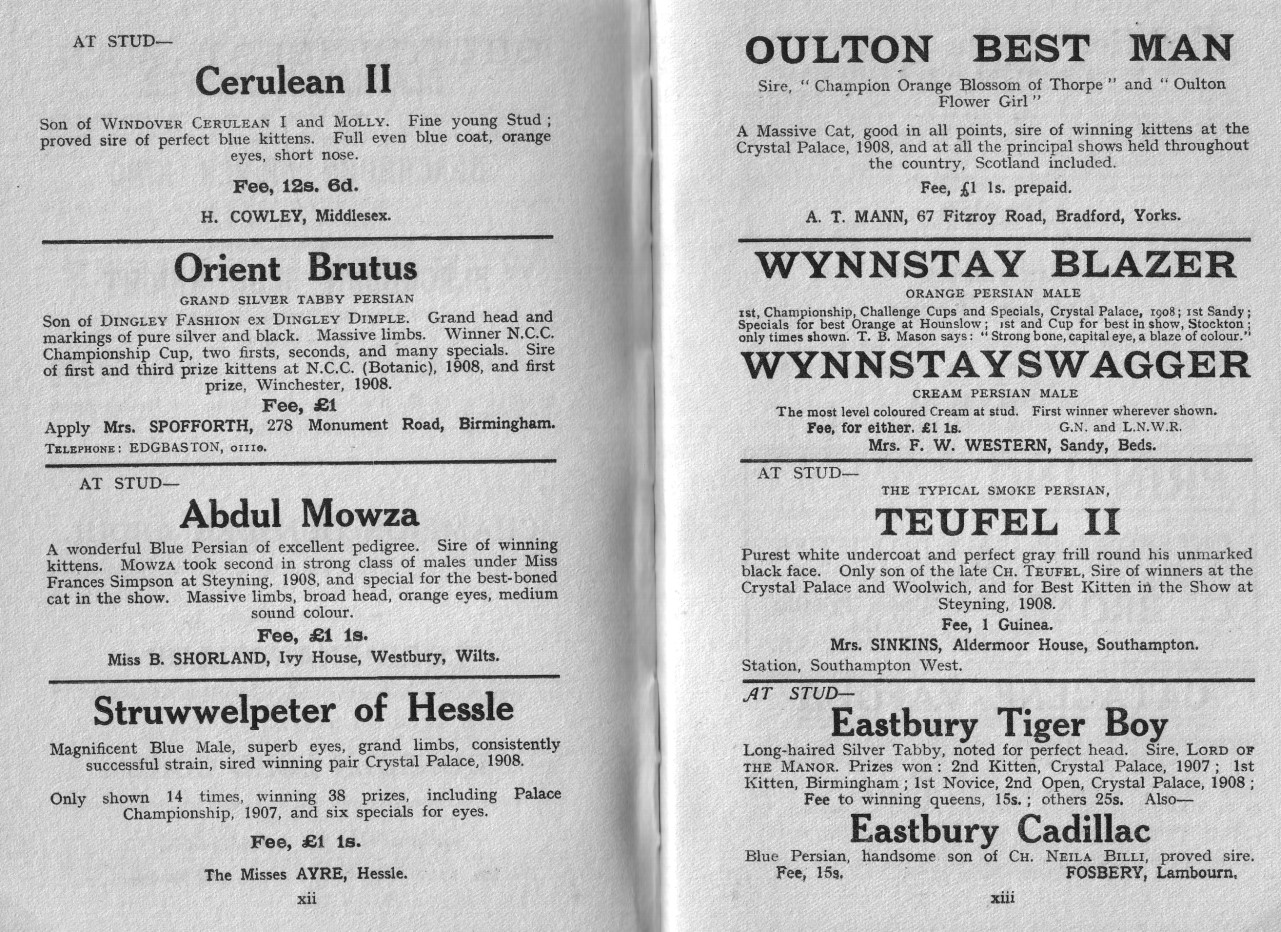 AT STUD—
Cerulean II
Son of WINDOVER CERULEAN I and MOLLY. Fine young Stud ;
proved sire of perfect blue kittens. Full even blue coat, orange
eyes, short nose.
Fee, 12s. 6d.
H. COWLEY, Middlesex.
Orient Brutus
GRAND SILVER TABBY PERSIAN
Son of DINGLEY FASHION ex DINGLEY DIMPLE. Grand head and
markings of pure silver and black. Massive limbs. Winner N.C.C.
Championship Cup, two firsts, seconds, and many specials. Sire
of first and third prize kittens at N.C.C. (Botanic), 1908, and first
prize, Winchester, 1908.
Fee, £1
Apply Mrs. SPOFFORTH, 278 Monument Road, Birmingham.
TELEPHONE: EDGBASTON, 01110.
AT STUD—
Abdul Mowza
A wonderful Blue Persian of excellent pedigree. Sire of winning
kittens. MOWZA took second in strong class of males under Miss
Frances Simpson at Steyning, 1908, and special for the best-boned
cat in the show. Massive limbs, broad head, orange eyes, medium
sound colour.
Fee, £1 1s.
Miss B. SHORLAND, Ivy House, Westbury, Wilts.
Struwwelpeter of Hessle
Magnificent Blue Male, superb eyes, grand limbs, consistently
successful strain, sired winning pair Crystal Palace, 1908.
Only shown 14 times, winning 38 prizes, including Palace
Championship, 1907, and six specials for eyes.
Fee, £1 1s.
The Misses AYRE, Hessle.
xii
OULTON BEST MAN
Sire, “ Champion Orange Blossom of Thorpe ” and “ Oulton
Flower Girl ”
A Massive Cat, good in all points, sire of winning kittens at the
Crystal Palace, 1908, and at all the principal shows held throughout
the country, Scotland included.
Fee, £1 1s. prepaid.
A. T. MANN, 67 Fitzroy Road, Bradford, Yorks.
WYNNSTAY BLAZER
ORANGE PERSIAN MALE
1st, Championship, Challenge Cups and Specials, Crystal Palace, 1908; 1st Sandy;
Specials for best Orange at Hounslow; 1st and Cup for best in show, Stockton;
only times shown. T. B. Mason says: “ Strong bone, capital eye, a blaze of colour.”
WYNNSTAY SWAGGER
CREAM PERSIAN MALE
The most level coloured Cream at stud. First winner wherever shown.
Fee, for either. £1 1s. G.N. and L.N.W.R.
Mrs. F. W. WESTERN, Sandy, Beds.
AT STUD—
THE TYPICAL SMOKE PERSIAN,
TEUFEL II
Purest white undercoat and perfect gray frill round his unmarked
black face. Only son of the late CH. TEUFEL, Sire of winners at the
Crystal Palace and Woolwich, and for Best Kitten in the Show at
Steyning, 1908.
Fee, 1 Guinea.
Mrs. SINKINS, Aldermoor House, Southampton.
Station, Southampton West.
AT STUD—
Eastbury Tiger Boy
Long-haired Silver Tabby, noted for perfect head. Sire, LORD OF
THE MANOR. Prizes won : 2nd Kitten, Crystal Palace, 1907 ; 1st
Kitten, Birmingham ; 1st Novice, 2nd Open, Crystal Palace, 1908 ;
Fee to winning queens, 15s. ; others 25s. Also—
Eastbury Cadillac
Blue Persian, handsome son of CH. NEILA BILLI, proved sire.
Fee, 15s. FOSBERY, Lambourn.
xiii